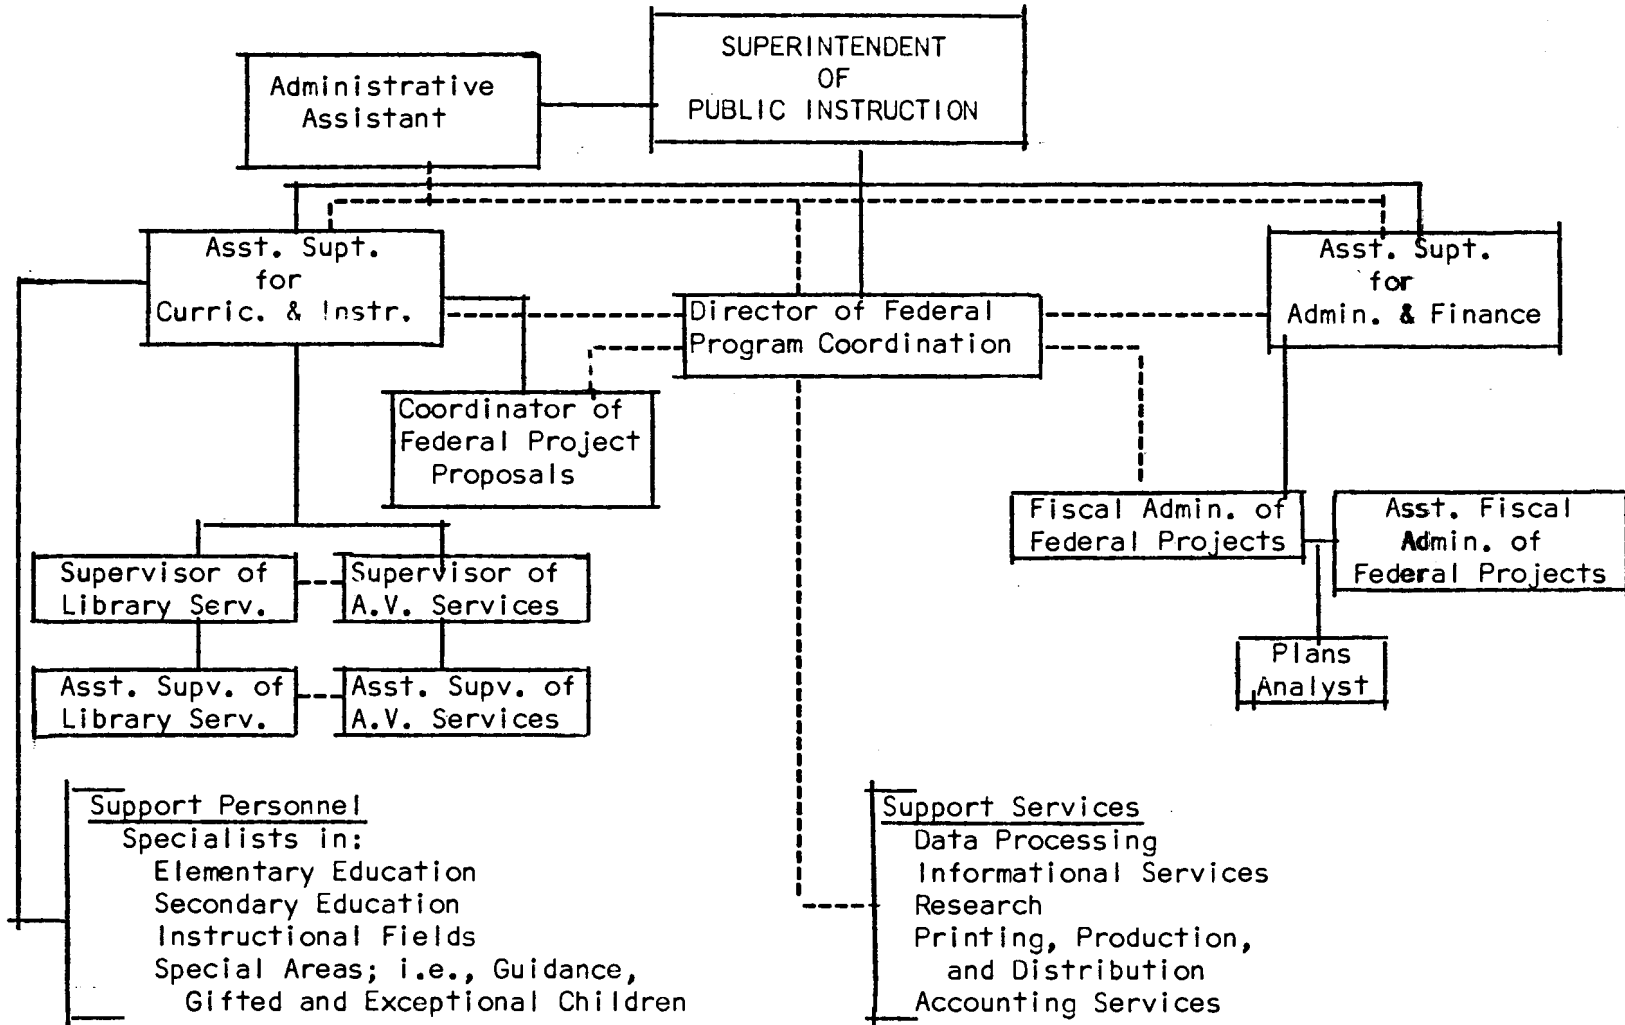 SUPERINTENDENT
OF
PUBLIC INSTRUCTION
Administrative
Assistant
Asst. Supt.
for
Curric. & Instr.
Director of Federal
Program Coordination
Asst. Supt.
for
Admin. & Finance
Coordinator of
Federal Project
Proposals
Fiscal Admin. of
Federal Projects
Asst. Fiscal
Admin. of
Federal Projects
Plans
Analyst
Supervisor of
Library Serv.
Supervisor of
A.V. Services
Asst. Supv. of
Library Serv.
Asst. Supv. of
A.V. Services
Support Personnel
Specialists in:
Elementary Education
Secondary Education
Instructional Fields
Special Areas; i.e., Guidance,
Gifted and Exceptional Children
Support Services
Data Processing
Informational Services
Research
Printing, Production,
and Distribution
Accounting Services